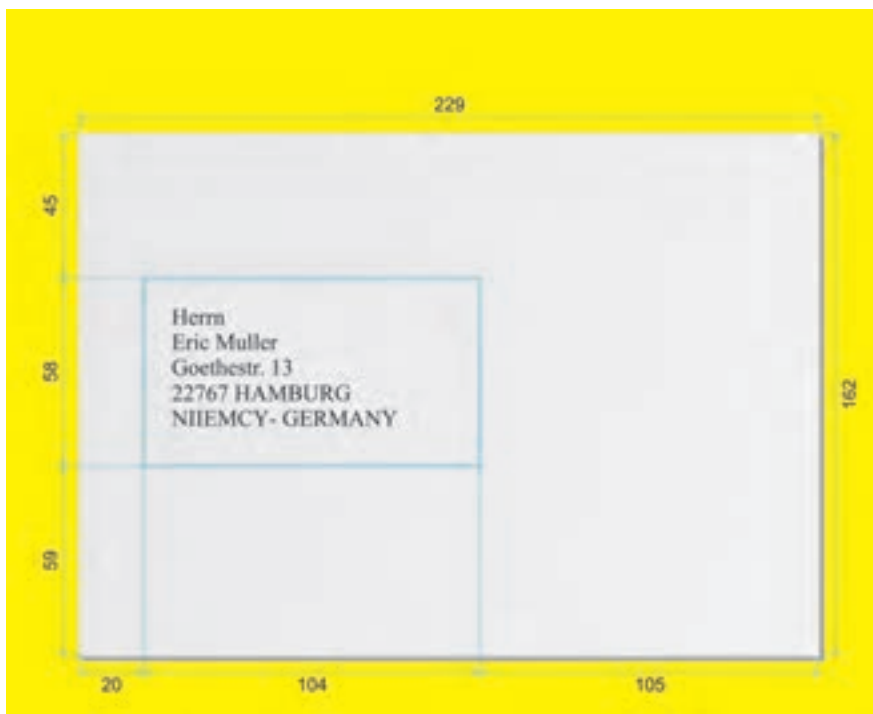 229
45
Herrn
Eric Muller
Goethestr. 13
58
22767 HAMBURG
162
NIIEMCY- GERMANY
59
20 104 105